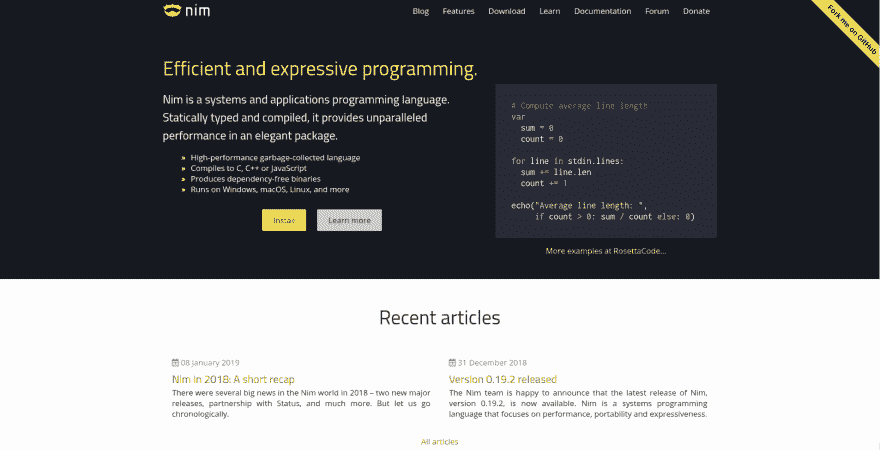 nim
Blog Features Download Learn Documentation Forum Donate
Fork me on GitHub
Efficient and expressive programming.
Nim is a systems and applications programming language.
Statically typed and compiled, it provides unparalleled
performance in an elegant package.
» High-performance garbage-collected language
» Compiles to C, C++ or JavaScript
» Produces dependency-free binaries
» Runs on Windows, macOS, Linux, and more
Install Learn more
# Compute average line length
var
  sum = 0
  count = 0
for line in stdin.lines:
  sum += line.len
  count += 1
echo("Average line length: ",
     if count > 0: sum / count else: 0)
More examples at RosettaCode...
Recent articles
08 January 2019
Nim in 2018: A short recap
There were several big news in the Nim world in 2018 – two new major
releases, partnership with Status, and much more. But let us go
chronologically.
31 December 2018
Version 0.19.2 released
The Nim team is happy to announce that the latest release of Nim,
version 0.19.2, is now available. Nim is a systems programming
language that focuses on performance, portability and expressiveness.
All articles